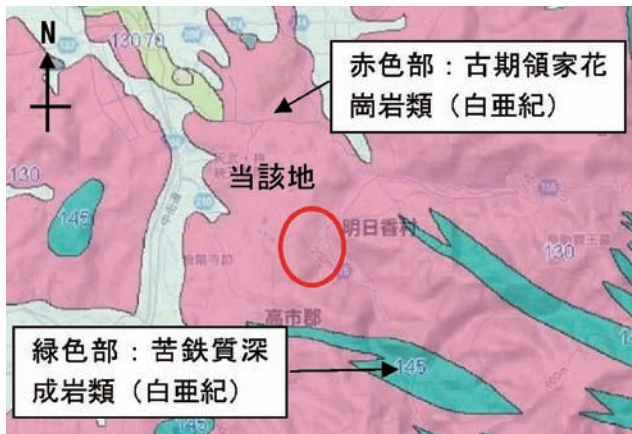 N
130 70
赤色部：古期領家花
崗岩類（白亜紀）
当該地
130
145
明日香村
130
高市郡
緑色部：苦鉄質深
成岩類（白亜紀）
145
145